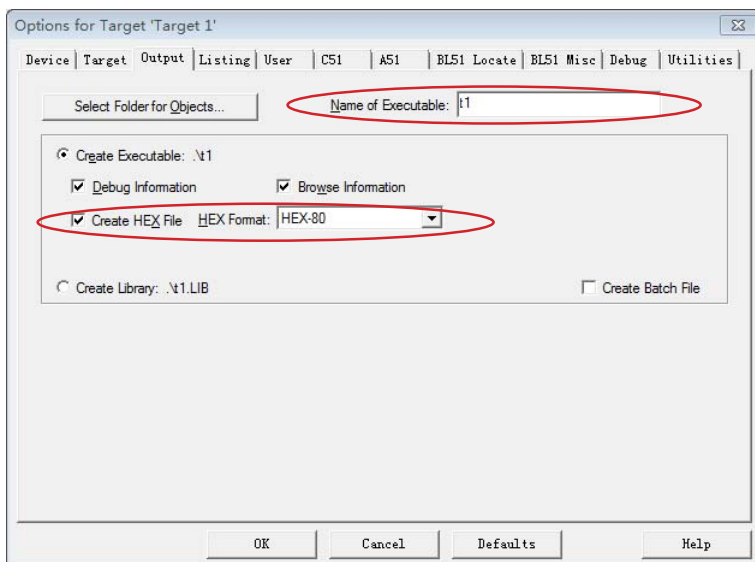 Options for Target 'Target 1'
Device Target Output Listing User C51 A51 BL51 Locate BL51 Misc Debug Utilities
Select Folder for Objects... Name of Executable: t1
Create Executable: .\t1
Debug Information Browse Information
Create HEX File HEX Format: HEX-80
Create Library: .\t1.LIB Create Batch File
OK Cancel Defaults Help